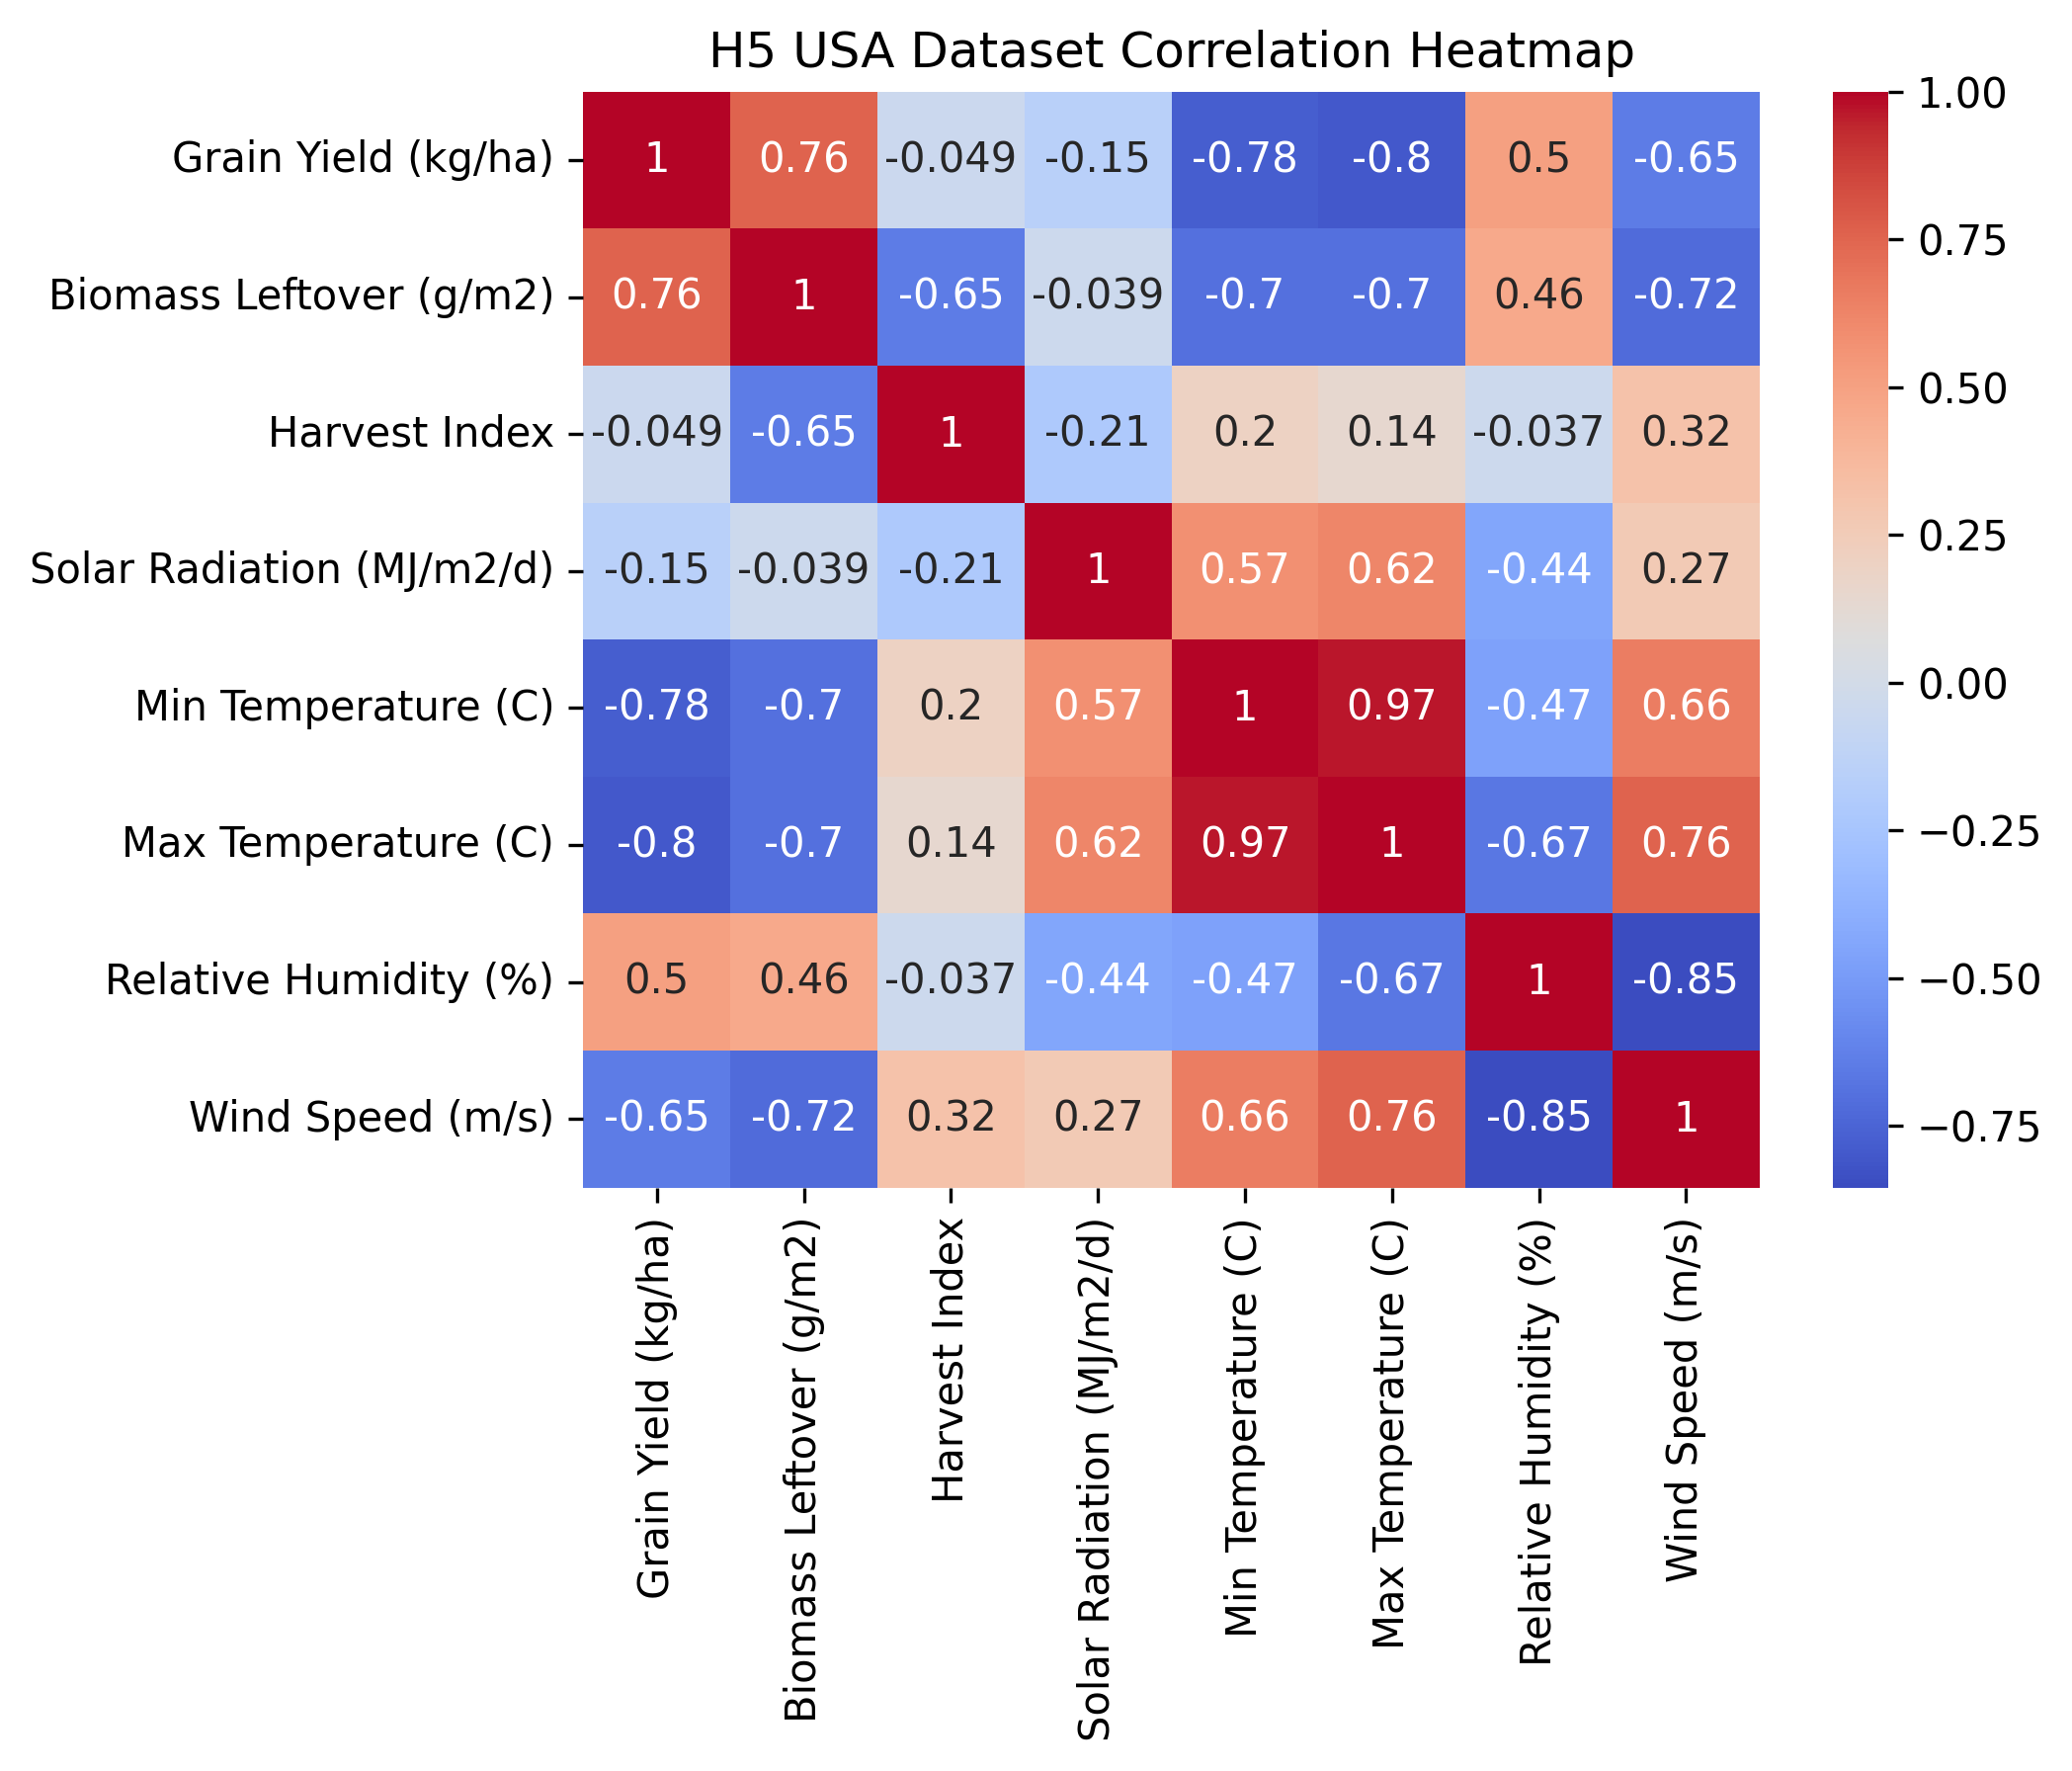 H5 USA Dataset Correlation Heatmap
Grain Yield (kg/ha) 1 0.76 -0.049 -0.15 -0.78 -0.8 0.5 -0.65
Biomass Leftover (g/m2) 0.76 1 -0.65 -0.039 -0.7 -0.7 0.46 -0.72
Harvest Index -0.049 -0.65 1 -0.21 0.2 0.14 -0.037 0.32
Solar Radiation (MJ/m2/d) -0.15 -0.039 -0.21 1 0.57 0.62 -0.44 0.27
Min Temperature (C) -0.78 -0.7 0.2 0.57 1 0.97 -0.47 0.66
Max Temperature (C) -0.8 -0.7 0.14 0.62 0.97 1 -0.67 0.76
Relative Humidity (%) 0.5 0.46 -0.037 -0.44 -0.47 -0.67 1 -0.85
Wind Speed (m/s) -0.65 -0.72 0.32 0.27 0.66 0.76 -0.85 1
Grain Yield (kg/ha)
Biomass Leftover (g/m2)
Harvest Index
Solar Radiation (MJ/m2/d)
Min Temperature (C)
Max Temperature (C)
Relative Humidity (%)
Wind Speed (m/s)
1.00
0.75
0.50
0.25
0.00
−0.25
−0.50
−0.75